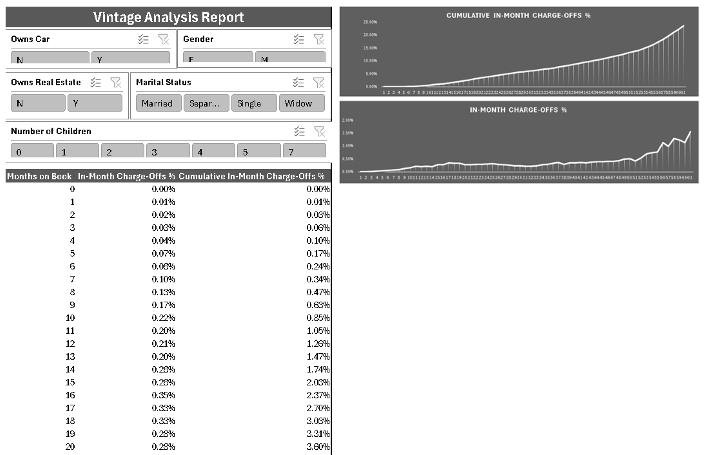 Vintage Analysis Report
Owns Car
N Y
Gender
F M
Owns Real Estate
N Y
Marital Status
Married Separ... Single Widow
Number of Children
0 1 2 3 4 5 7
Months on Book In-Month Charge-Offs % Cumulative In-Month Charge-Offs %
0 0.00% 0.00%
1 0.01% 0.01%
2 0.02% 0.03%
3 0.03% 0.06%
4 0.04% 0.10%
5 0.07% 0.17%
6 0.06% 0.24%
7 0.10% 0.34%
8 0.13% 0.47%
9 0.17% 0.63%
10 0.22% 0.85%
11 0.20% 1.05%
12 0.21% 1.26%
13 0.20% 1.47%
14 0.28% 1.74%
15 0.28% 2.03%
16 0.35% 2.37%
17 0.33% 2.70%
18 0.33% 3.03%
19 0.28% 3.31%
20 0.28% 3.60%
CUMULATIVE IN-MONTH CHARGE-OFFS %
25.00%
20.00%
15.00%
10.00%
5.00%
0.00%
IN-MONTH CHARGE-OFFS %
2.00%
1.50%
1.00%
0.50%
0.00%